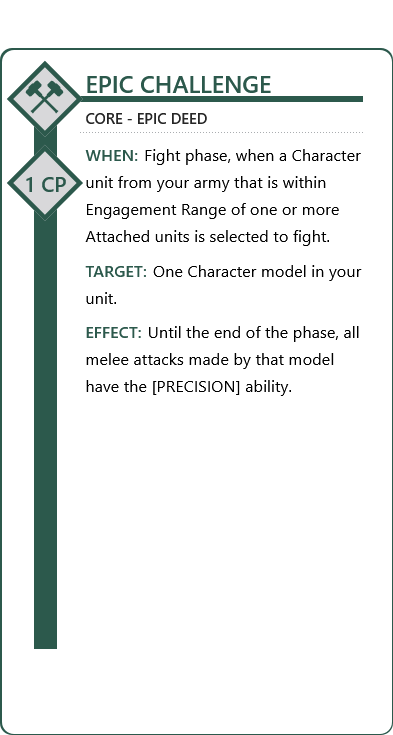 EPIC CHALLENGE
CORE - EPIC DEED
1 CP
WHEN: Fight phase, when a Character
unit from your army that is within
Engagement Range of one or more
Attached units is selected to fight.
TARGET: One Character model in your
unit.
EFFECT: Until the end of the phase, all
melee attacks made by that model
have the [PRECISION] ability.